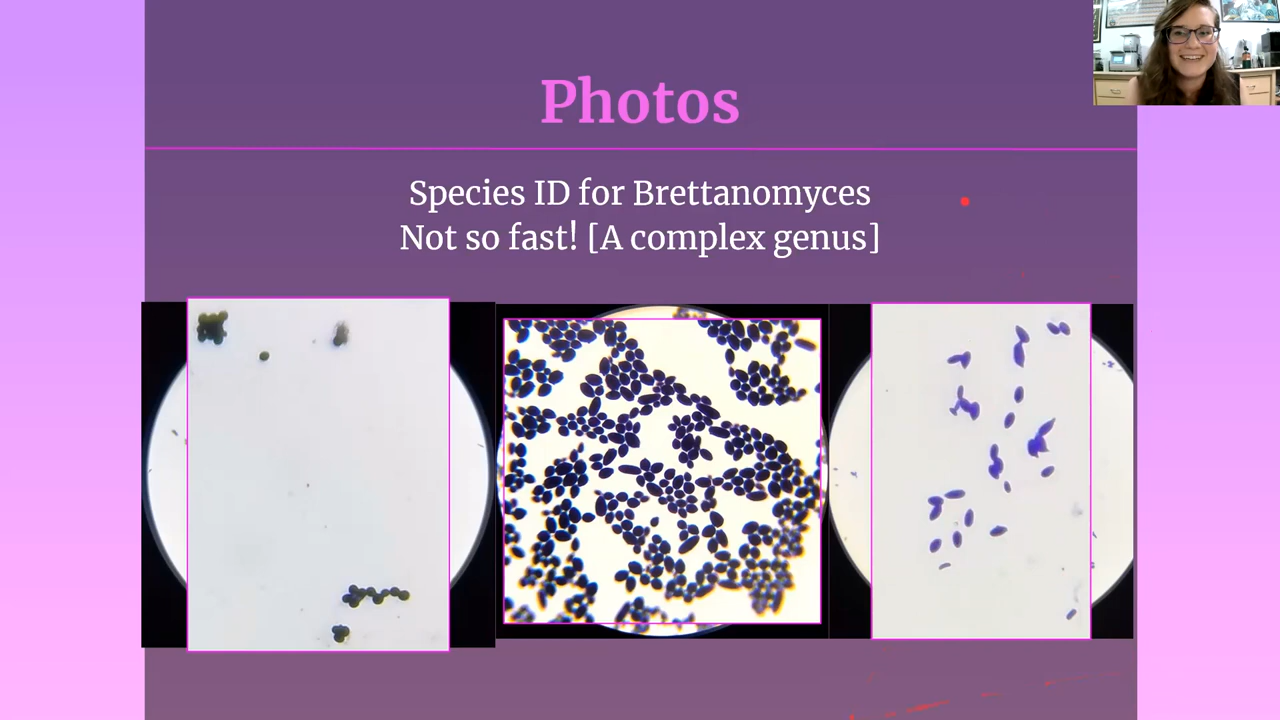 Photos
Species ID for Brettanomyces
Not so fast! [A complex genus]